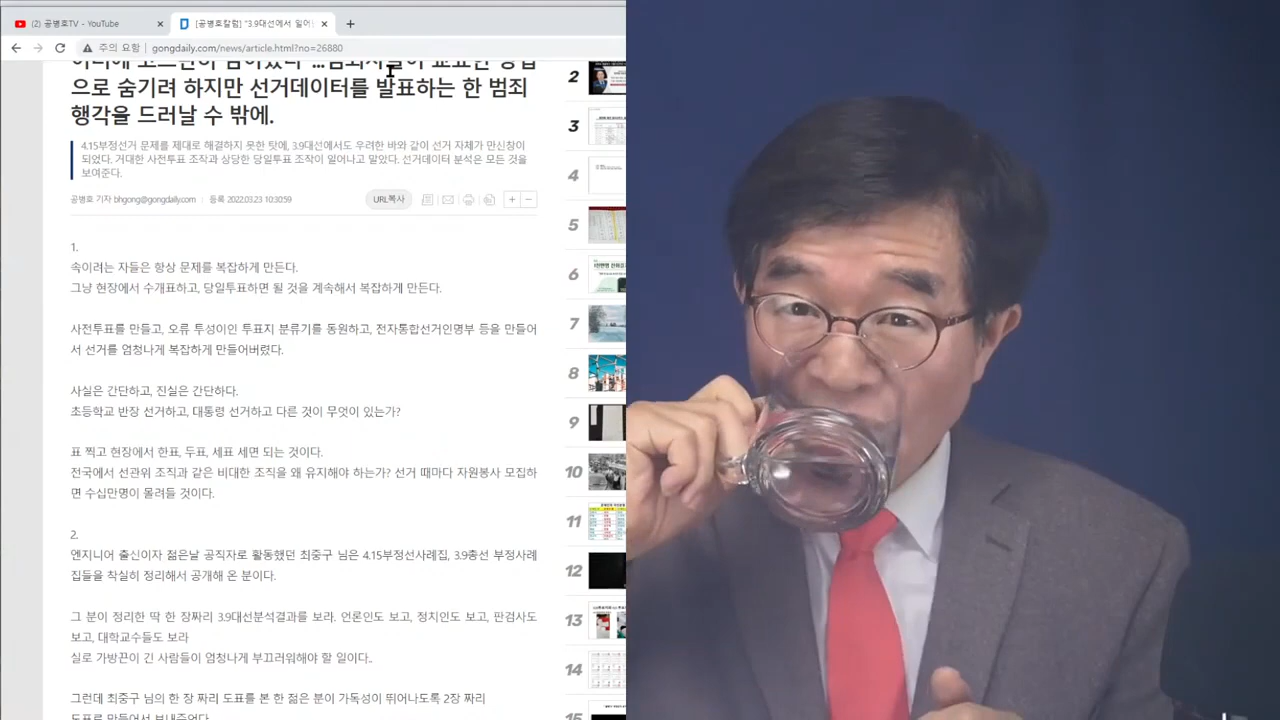 (2) 공병호TV - YouTube
[공병호칼럼] "3.9대선에서 일어
주의 요함
gongdaily.com/news/article.html?no=26880
으로 숨기려 하지만 선거데이터를 발표하는 한 범죄
행각을 드러날 수 밖에.
4.15부정선거 문제를 제대로 해결하지 못한 탓에, 3.9대선에서도 우려한 바와 같이 선거 자체가 만신창이
되었다. 거대한 사전투표 조작과 상당한 당일투표 조작이 일어나고 말았다. 선거데이터 분석은 모든 것을
보여준다.
공병호 기자 bhgong@gongdaily.com
등록 2022.03.23 10:30:59
URL복사
1.
속이려는 자들은 항상 문제를 복잡하게 만든다.
그냥 현장에서 수개표하고, 당일투표하면 될 것을 계속해서 복잡하게 만든다.
사전투표를 만들고, 오류 투성이인 투표지 분류기를 동원하고, 전자통합선거인명부 등을 만들어
서 선거를 엄청나게 복잡하게 만들어버렸다.
사실은 간단하고, 진실은 간단하다.
초등학교 반장 선거하고, 대통령 선거하고 다른 것이 무엇이 있는가?
표 찍고 현장에서 한표, 두표, 세표 세면 되는 것이다.
전국에서 선관위 조직과 같은 비대한 조직을 왜 유지해야 하는가? 선거 때마다 자원봉사 모집하
면 수십만명이 몰려들 것이다.
엔지니어 출신이자 오랜 날 공직자로 활동했던 최중구 님은 4.15부정선사례집, 3.9총선 부정사례
집들을 착실히 정리해서 공개해 온 분이다.
그분이 정리한 딱 한장 짜리 3.9대선분석결과를 보라. 언론인도 보고, 정치인도 보고, 판검사도
보고, 대학교수들도 보라.
실로 가방끈이 긴 사람들이 엄청나게 부끄러워해야 할 일이다.
그런데 최중구 님의 한장 짜리 도표를 본 한 젊은 분이 가독성이 뛰어나도록 2장 짜리
2
3
4
5
6
7
8
9
10
11
12
13
14
15